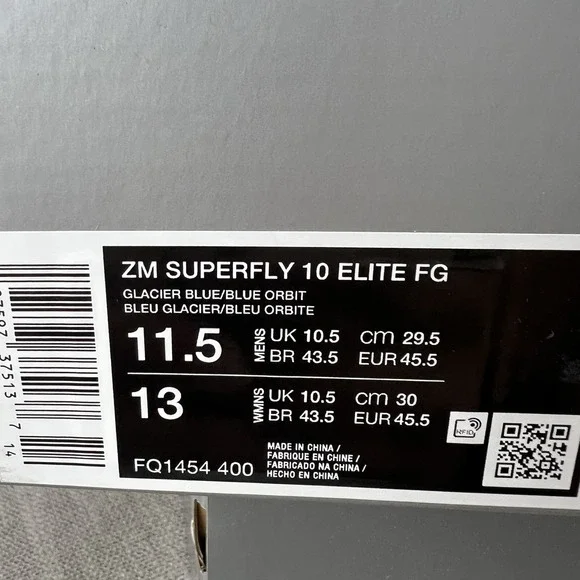 ZM SUPERFLY 10 ELITE FG
GLACIER BLUE/BLUE ORBIT
BLEU GLACIER/BLEU ORBITE
11.5 MENS UK 10.5 cm 29.5
BR 43.5 EUR 45.5
13 WMNS UK 10.5 cm 30
BR 43.5 EUR 45.5
RFID
MADE IN CHINA /
FABRIQUE EN CHINE /
FABRICADO NA CHINA /
HECHO EN CHINA
FQ1454 400
37513 7 14